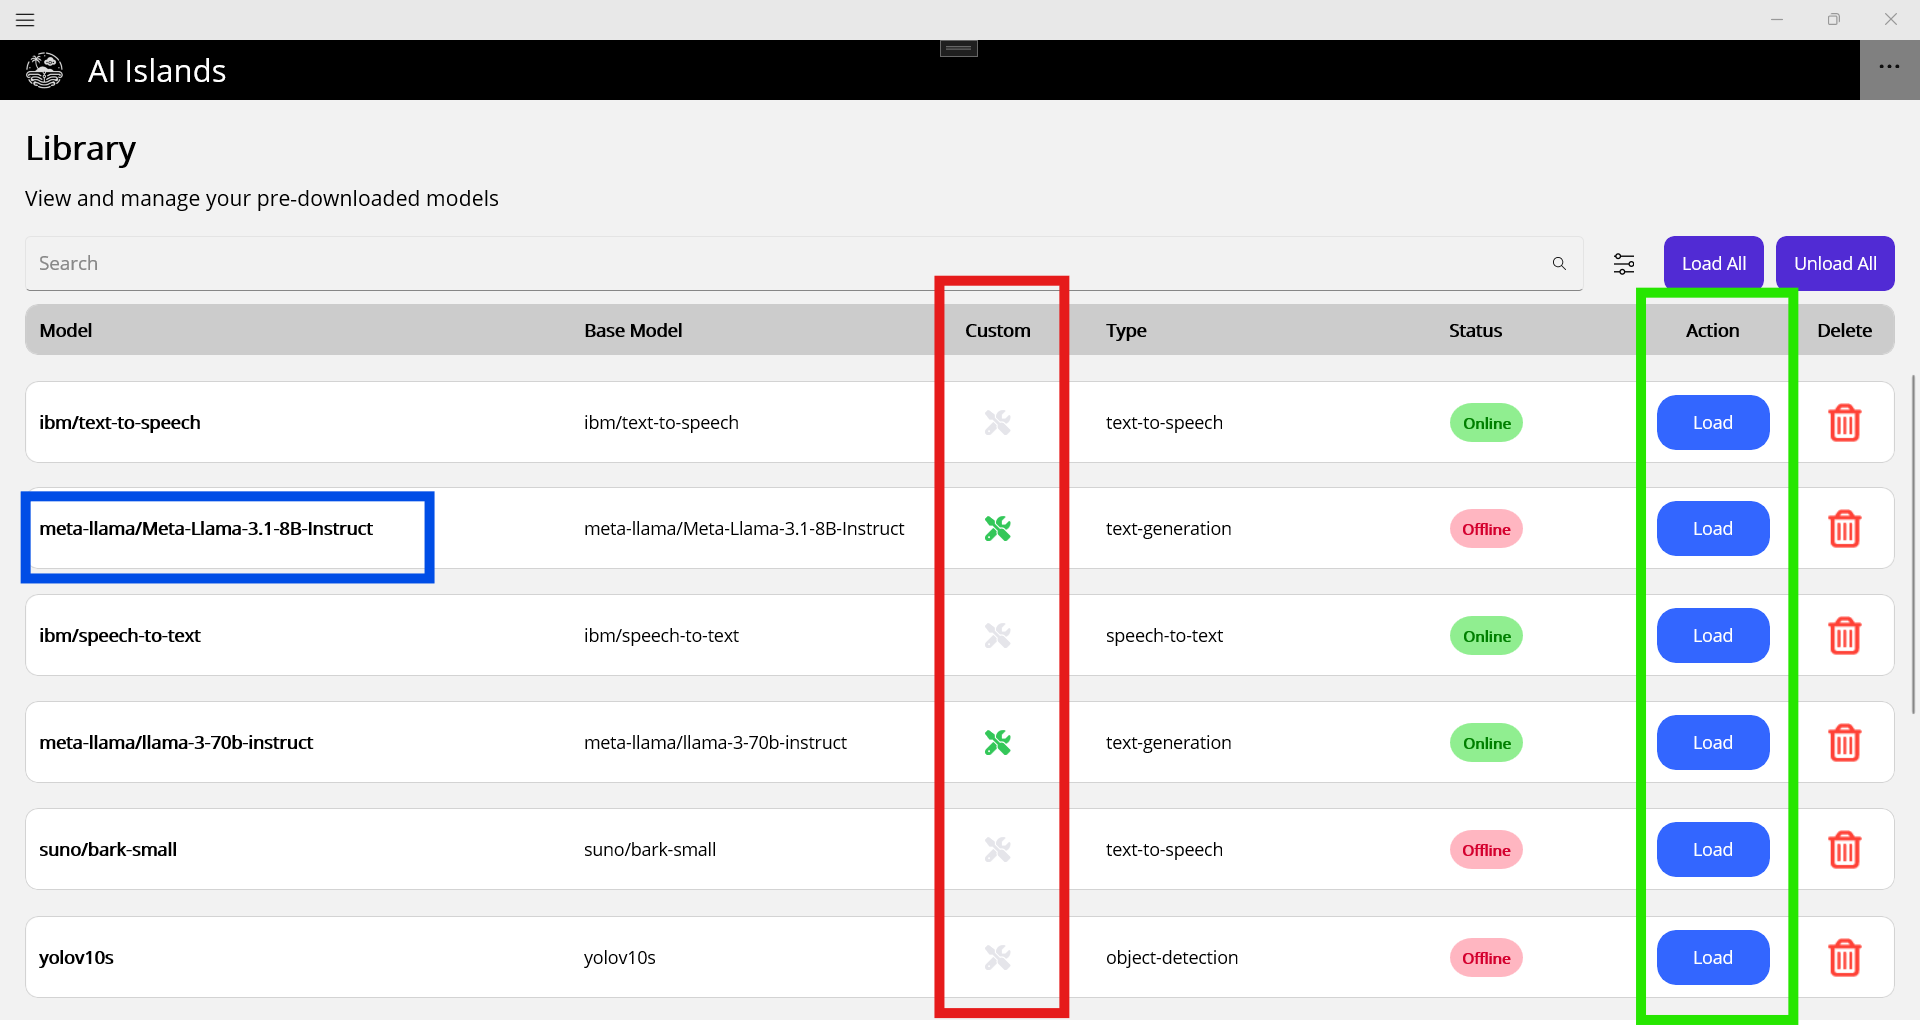 AI Islands
Library
View and manage your pre-downloaded models
Search
Load All
Unload All
Model Base Model Custom Type Status Action Delete
ibm/text-to-speech ibm/text-to-speech text-to-speech Online Load
meta-llama/Meta-Llama-3.1-8B-Instruct meta-llama/Meta-Llama-3.1-8B-Instruct text-generation Offline Load
ibm/speech-to-text ibm/speech-to-text speech-to-text Online Load
meta-llama/llama-3-70b-instruct meta-llama/llama-3-70b-instruct text-generation Online Load
suno/bark-small suno/bark-small text-to-speech Offline Load
yolov10s yolov10s object-detection Offline Load